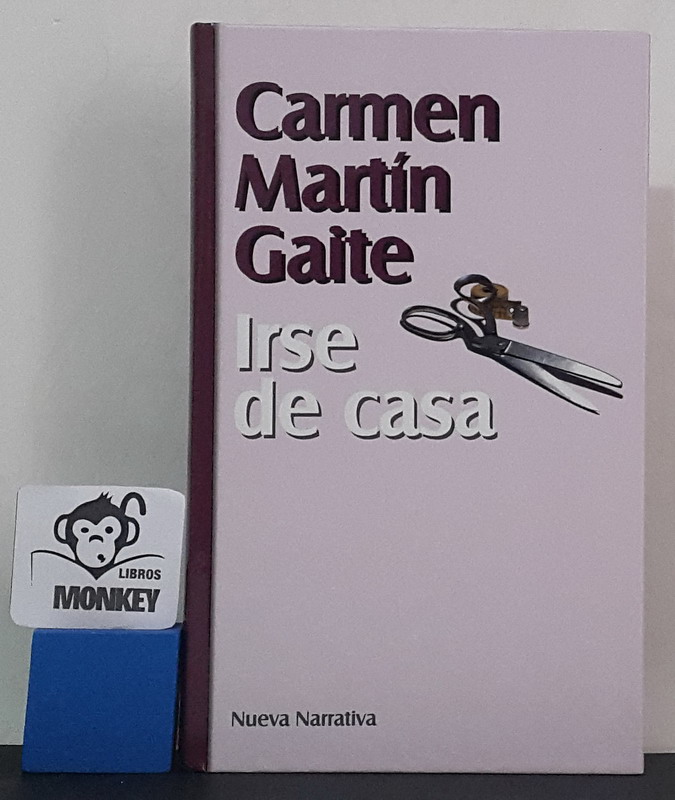 Carmen
Martín
Gaite
Irse
de casa
Nueva Narrativa
LIBROS
MONKEY